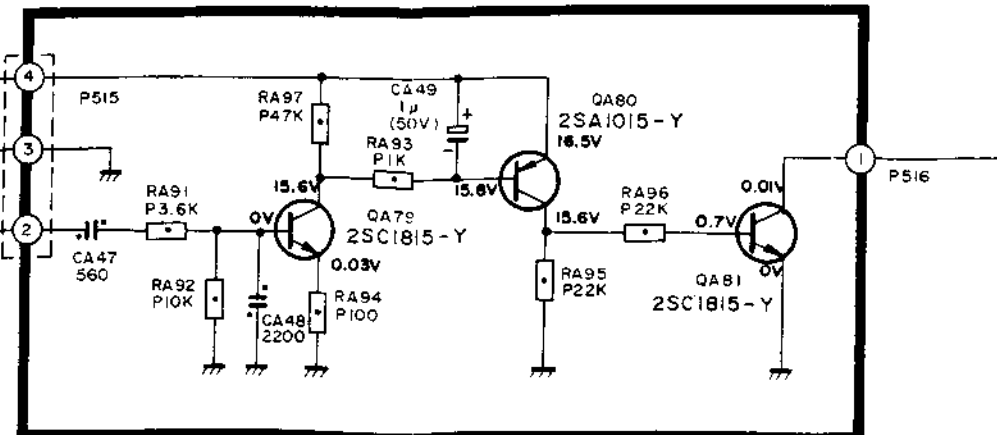 4
P515
3
2
CA47
560
RA91
P3.6K
RA92
P10K
CA48
2200
RA97
P47K
RA93
P1K
CA49
1μ
(50V)
+
−
15.6V
0V
QA79
2SC1815-Y
0.03V
RA94
P100
QA80
2SA1015-Y
16.5V
15.8V
15.6V
RA95
P22K
RA96
P22K
0.7V
0.01V
0V
QA81
2SC1815-Y
1
P516